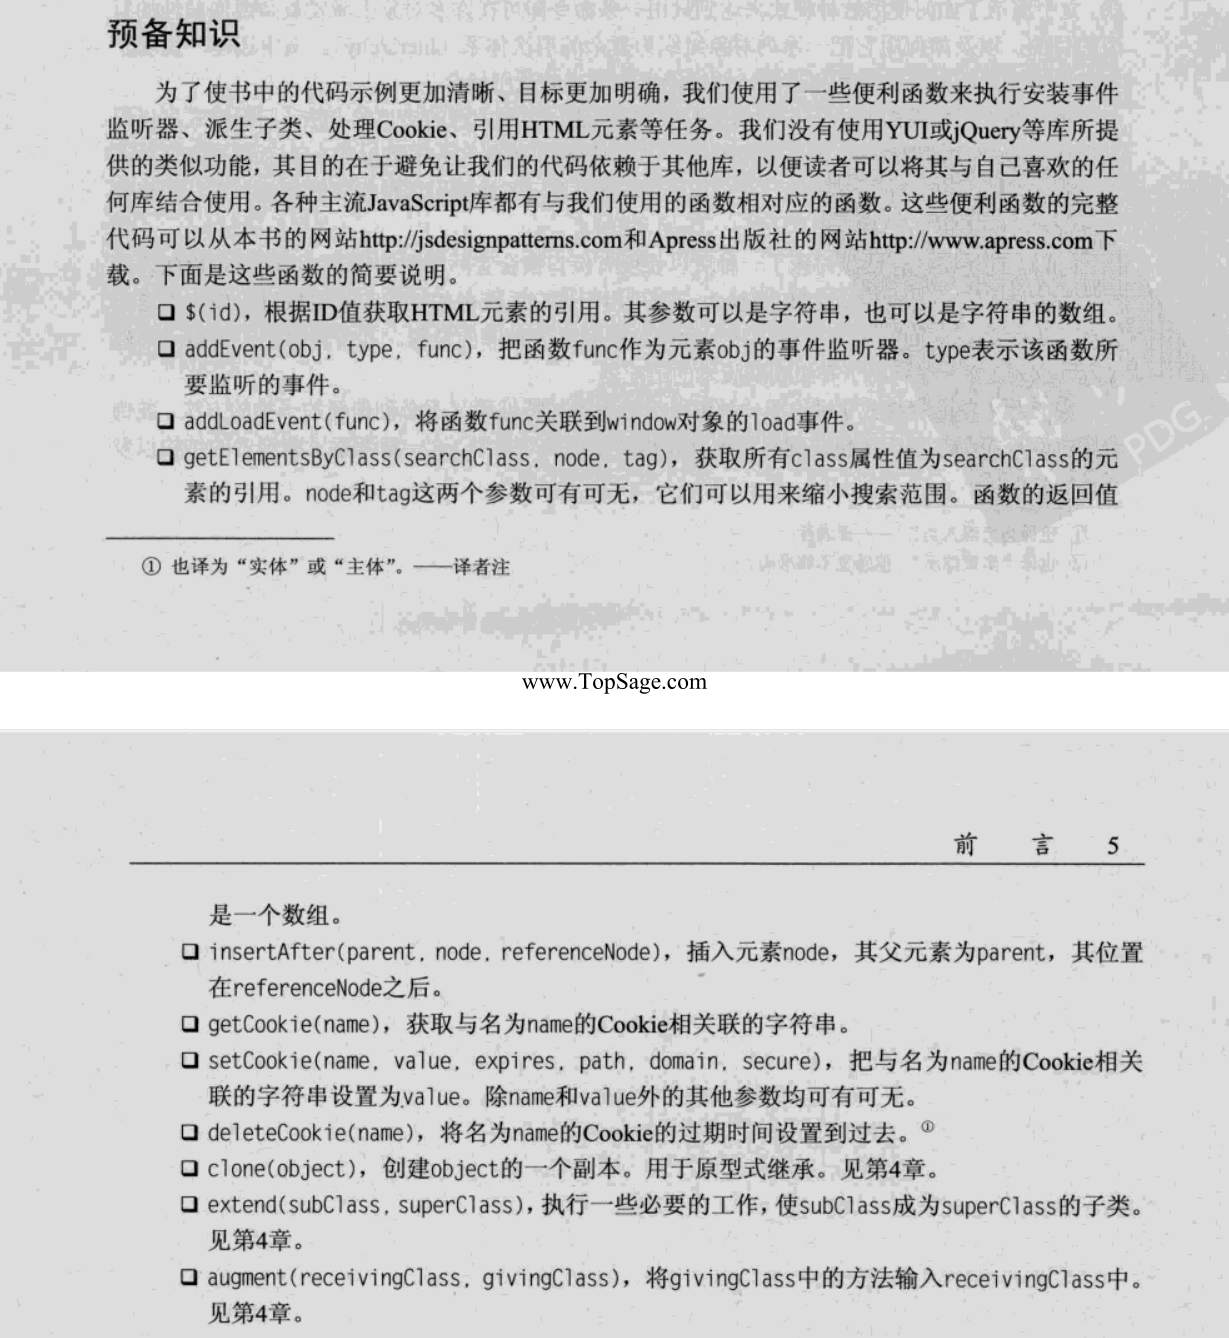 预备知识
为了使书中的代码示例更加清晰、目标更加明确，我们使用了一些便利函数来执行安装事件
监听器、派生子类、处理Cookie、引用HTML元素等任务。我们没有使用YUI或jQuery等库所提
供的类似功能，其目的在于避免让我们的代码依赖于其他库，以便读者可以将其与自己喜欢的任
何库结合使用。各种主流JavaScript库都有与我们使用的函数相对应的函数。这些便利函数的完整
代码可以从本书的网站http://jsdesignpatterns.com和Apress出版社的网站http://www.apress.com下
载。下面是这些函数的简要说明。
❑ $(id)，根据ID值获取HTML元素的引用。其参数可以是字符串，也可以是字符串的数组。
❑ addEvent(obj, type, func)，把函数func作为元素obj的事件监听器。type表示该函数所
要监听的事件。
❑ addLoadEvent(func)，将函数func关联到window对象的load事件。
❑ getElementsByClass(searchClass, node, tag)，获取所有class属性值为searchClass的元
素的引用。node和tag这两个参数可有可无，它们可以用来缩小搜索范围。函数的返回值
PDG
① 也译为“实体”或“主体”。——译者注
www.TopSage.com
前 言 5
是一个数组。
❑ insertAfter(parent, node, referenceNode)，插入元素node，其父元素为parent，其位置
在referenceNode之后。
❑ getCookie(name)，获取与名为name的Cookie相关联的字符串。
❑ setCookie(name, value, expires, path, domain, secure)，把与名为name的Cookie相关
联的字符串设置为value。除name和value外的其他参数均可有可无。
❑ deleteCookie(name)，将名为name的Cookie的过期时间设置到过去。①
❑ clone(object)，创建object的一个副本。用于原型式继承。见第4章。
❑ extend(subClass, superClass)，执行一些必要的工作，使subClass成为superClass的子类。
见第4章。
❑ augment(receivingClass, givingClass)，将givingClass中的方法输入receivingClass中。
见第4章。